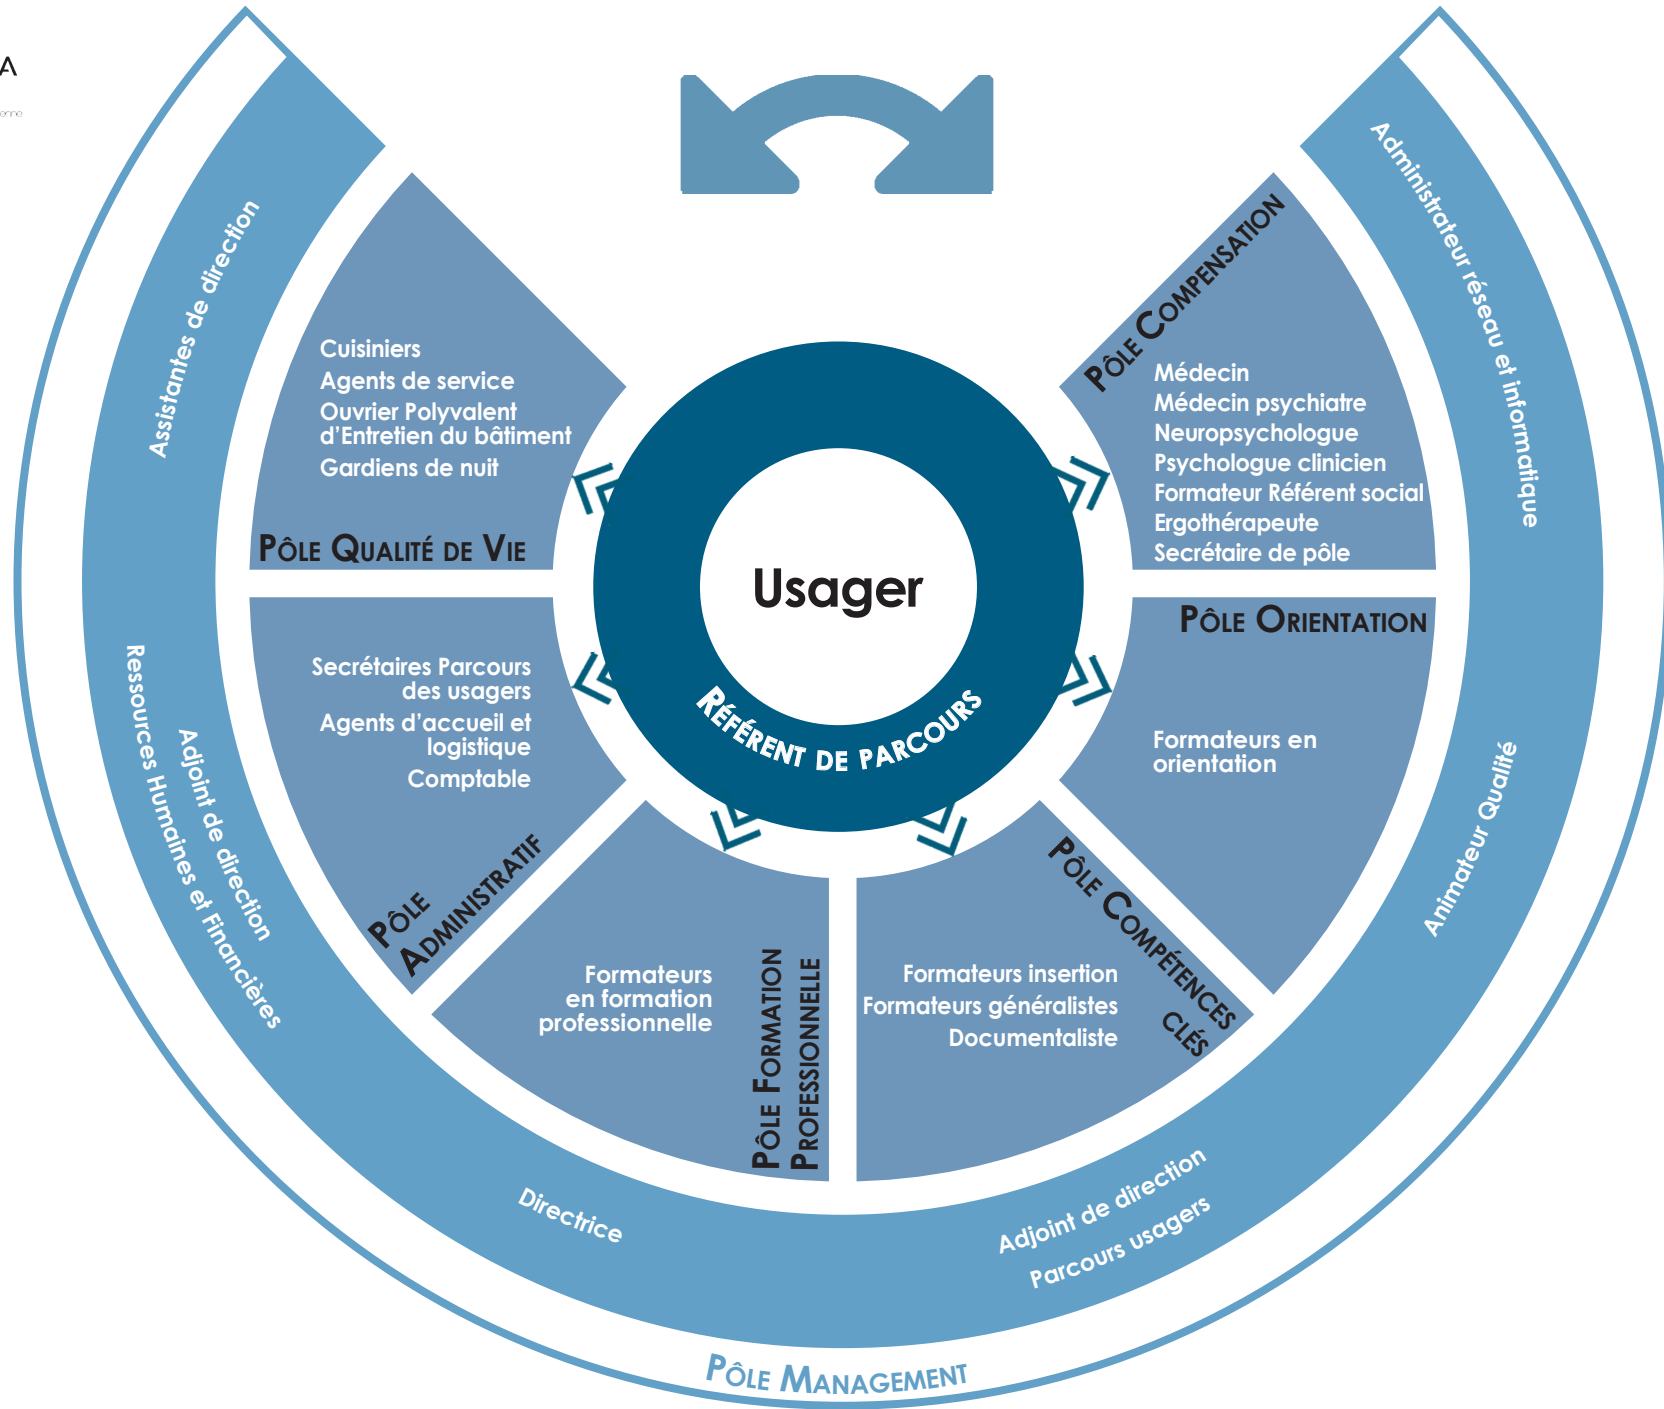 Assistantes de direction
Administrateur réseau et informatique
PÔLE COMPENSATION
Médecin
Médecin psychiatre
Neuropsychologue
Psychologue clinicien
Formateur Référent social
Ergothérapeute
Secrétaire de pôle
Cuisiniers
Agents de service
Ouvrier Polyvalent
d’Entretien du bâtiment
Gardiens de nuit
PÔLE QUALITÉ DE VIE
Usager
RÉFÉRENT DE PARCOURS
PÔLE ORIENTATION
Formateurs en
orientation
Secrétaires Parcours
des usagers
Agents d’accueil et
logistique
Comptable
PÔLE
ADMINISTRATIF
Adjoint de direction
Ressources Humaines et Financières
Animateur Qualité
Formateurs
en formation
professionnelle
PÔLE FORMATION
PROFESSIONNELLE
Formateurs insertion
Formateurs généralistes
Documentaliste
PÔLE COMPÉTENCES
CLÉS
Directrice
Adjoint de direction
Parcours usagers
PÔLE MANAGEMENT